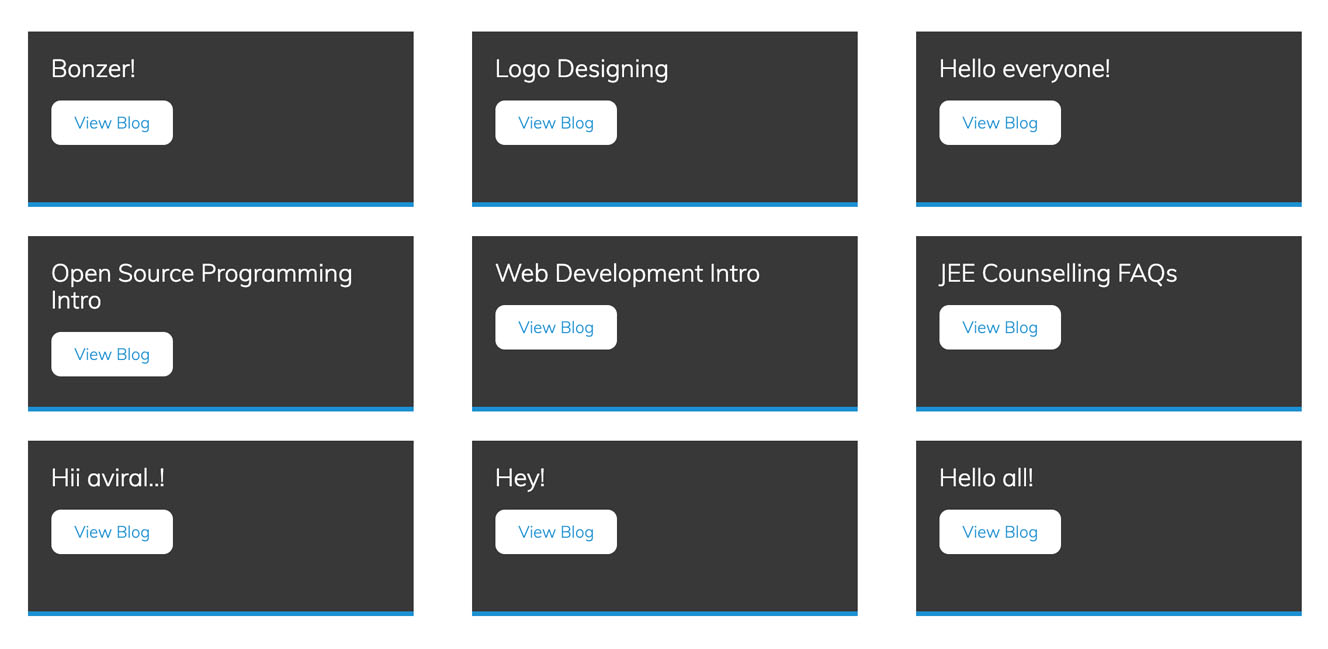 Bonzer!
View Blog
Logo Designing
View Blog
Hello everyone!
View Blog
Open Source Programming
Intro
View Blog
Web Development Intro
View Blog
JEE Counselling FAQs
View Blog
Hii aviral..!
View Blog
Hey!
View Blog
Hello all!
View Blog